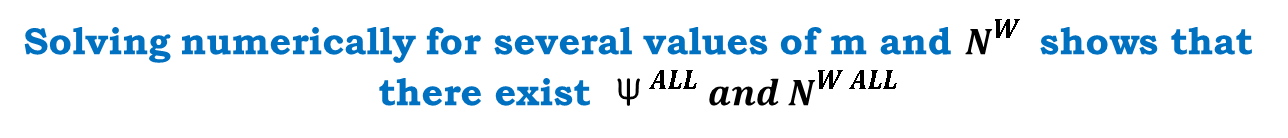 Solving numerically for several values of m and N^W shows that
there exist ψ^ALL and N^W ALL